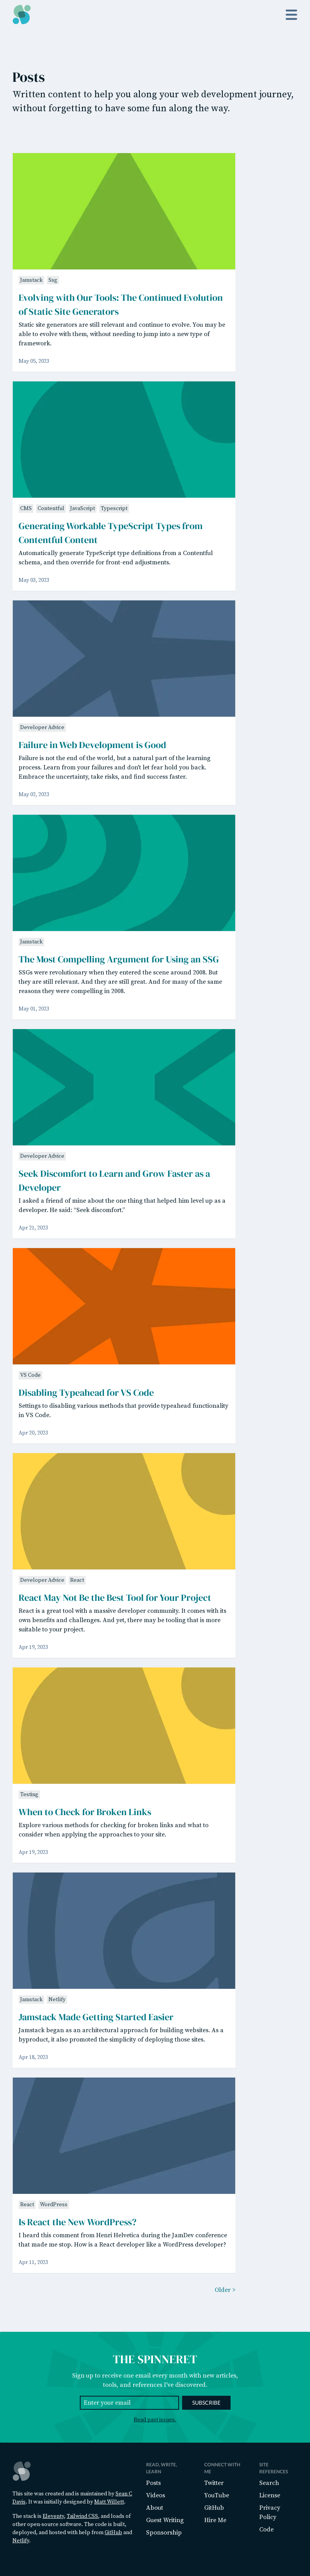 Posts
Written content to help you along your web development journey,
without forgetting to have some fun along the way.
Jamstack Ssg
Evolving with Our Tools: The Continued Evolution
of Static Site Generators
Static site generators are still relevant and continue to evolve. You may be
able to evolve with them, without needing to jump into a new type of
framework.
May 05, 2023
CMS Contentful JavaScript Typescript
Generating Workable TypeScript Types from
Contentful Content
Automatically generate TypeScript type definitions from a Contentful
schema, and then override for front-end adjustments.
May 03, 2023
Developer Advice
Failure in Web Development is Good
Failure is not the end of the world, but a natural part of the learning
process. Learn from your failures and don't let fear hold you back.
Embrace the uncertainty, take risks, and find success faster.
May 02, 2023
Jamstack
The Most Compelling Argument for Using an SSG
SSGs were revolutionary when they entered the scene around 2008. But
they are still relevant. And they are still great. And for many of the same
reasons they were compelling in 2008.
May 01, 2023
Developer Advice
Seek Discomfort to Learn and Grow Faster as a
Developer
I asked a friend of mine about the one thing that helped him level up as a
developer. He said: “Seek discomfort.”
Apr 21, 2023
VS Code
Disabling Typeahead for VS Code
Settings to disabling various methods that provide typeahead functionality
in VS Code.
Apr 20, 2023
Developer Advice React
React May Not Be the Best Tool for Your Project
React is a great tool with a massive developer community. It comes with its
own benefits and challenges. And yet, there may be tooling that is more
suitable to your project.
Apr 19, 2023
Testing
When to Check for Broken Links
Explore various methods for checking for broken links and what to
consider when applying the approaches to your site.
Apr 19, 2023
Jamstack Netlify
Jamstack Made Getting Started Easier
Jamstack began as an architectural approach for building websites. As a
byproduct, it also promoted the simplicity of deploying those sites.
Apr 18, 2023
React WordPress
Is React the New WordPress?
I heard this comment from Henri Helvetica during the JamDev conference
that made me stop. How is a React developer like a WordPress developer?
Apr 11, 2023
Older >
THE SPINNERET
Sign up to receive one email every month with new articles,
tools, and references I've discovered.
Enter your email
SUBSCRIBE
Read past issues.
This site was created and maintained by Sean C
Davis. It was initially designed by Matt Willett.
The stack is Eleventy, Tailwind CSS, and loads of
other open-source software. The code is built,
deployed, and hosted with help from GitHub and
Netlify.
READ, WRITE,
LEARN
Posts
Videos
About
Guest Writing
Sponsorship
CONNECT WITH
ME
Twitter
YouTube
GitHub
Hire Me
SITE
REFERENCES
Search
License
Privacy
Policy
Code